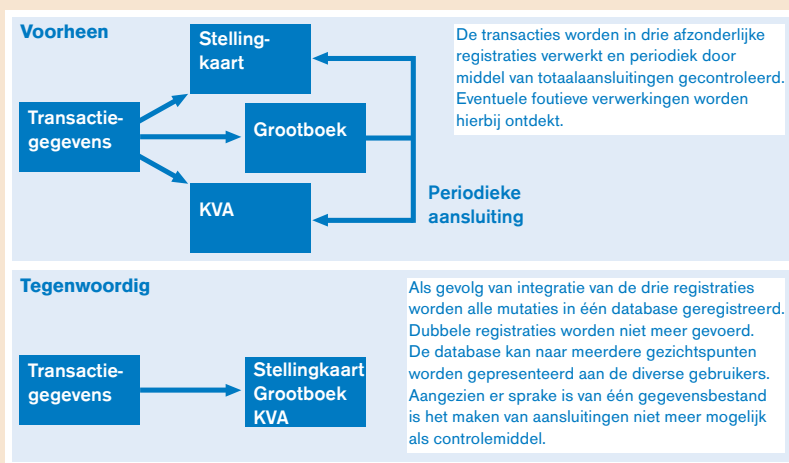 Voorheen
Stelling-
kaart
Transactie-
gegevens
Grootboek
KVA
Periodieke
aansluiting
De transacties worden in drie afzonderlijke
registraties verwerkt en periodiek door
middel van totaalaansluitingen gecontroleerd.
Eventuele foutieve verwerkingen worden
hierbij ontdekt.
Tegenwoordig
Transactie-
gegevens
Stellingkaart
Grootboek
KVA
Als gevolg van integratie van de drie registraties
worden alle mutaties in één database geregistreerd.
Dubbele registraties worden niet meer gevoerd.
De database kan naar meerdere gezichtspunten
worden gepresenteerd aan de diverse gebruikers.
Aangezien er sprake is van één gegevensbestand
is het maken van aansluitingen niet meer mogelijk
als controlemiddel.